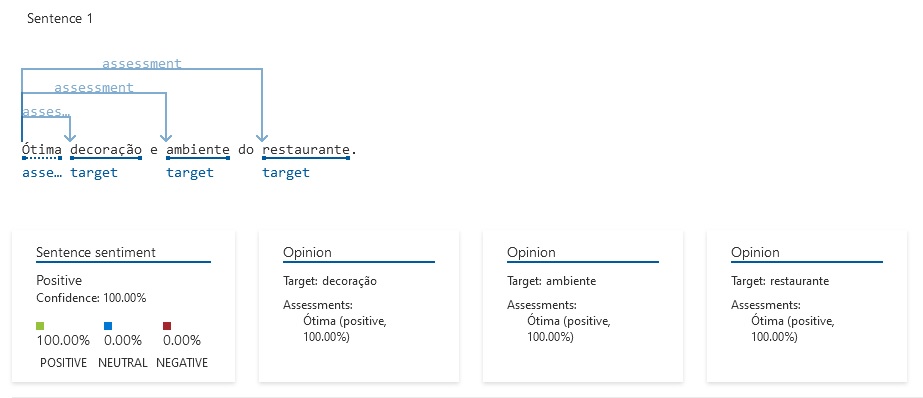 Sentence 1
assessment
assessment
asses…
Ótima decoração e ambiente do restaurante.
asse… target target target
Sentence sentiment
Positive
Confidence: 100.00%
100.00% 0.00% 0.00%
POSITIVE NEUTRAL NEGATIVE
Opinion
Target: decoração
Assessments:
Ótima (positive,
100.00%)
Opinion
Target: ambiente
Assessments:
Ótima (positive,
100.00%)
Opinion
Target: restaurante
Assessments:
Ótima (positive,
100.00%)